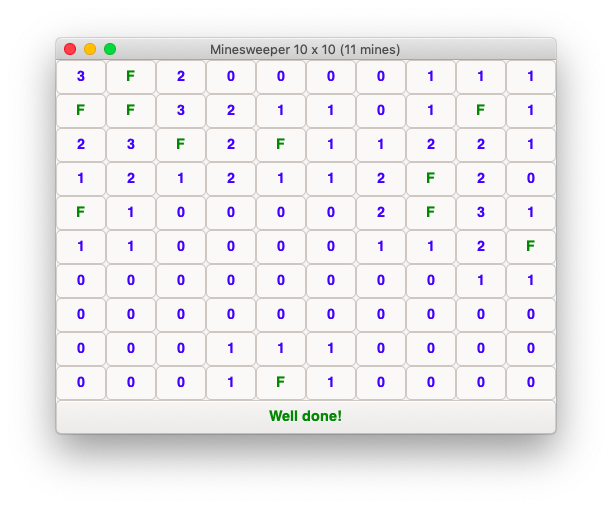 Minesweeper 10 x 10 (11 mines)
3 F 2 0 0 0 0 1 1 1
F F 3 2 1 1 0 1 F 1
2 3 F 2 F 1 1 2 2 1
1 2 1 2 1 1 2 F 2 0
F 1 0 0 0 0 2 F 3 1
1 1 0 0 0 0 1 1 2 F
0 0 0 0 0 0 0 0 1 1
0 0 0 0 0 0 0 0 0 0
0 0 0 1 1 1 0 0 0 0
0 0 0 1 F 1 0 0 0 0
Well done!